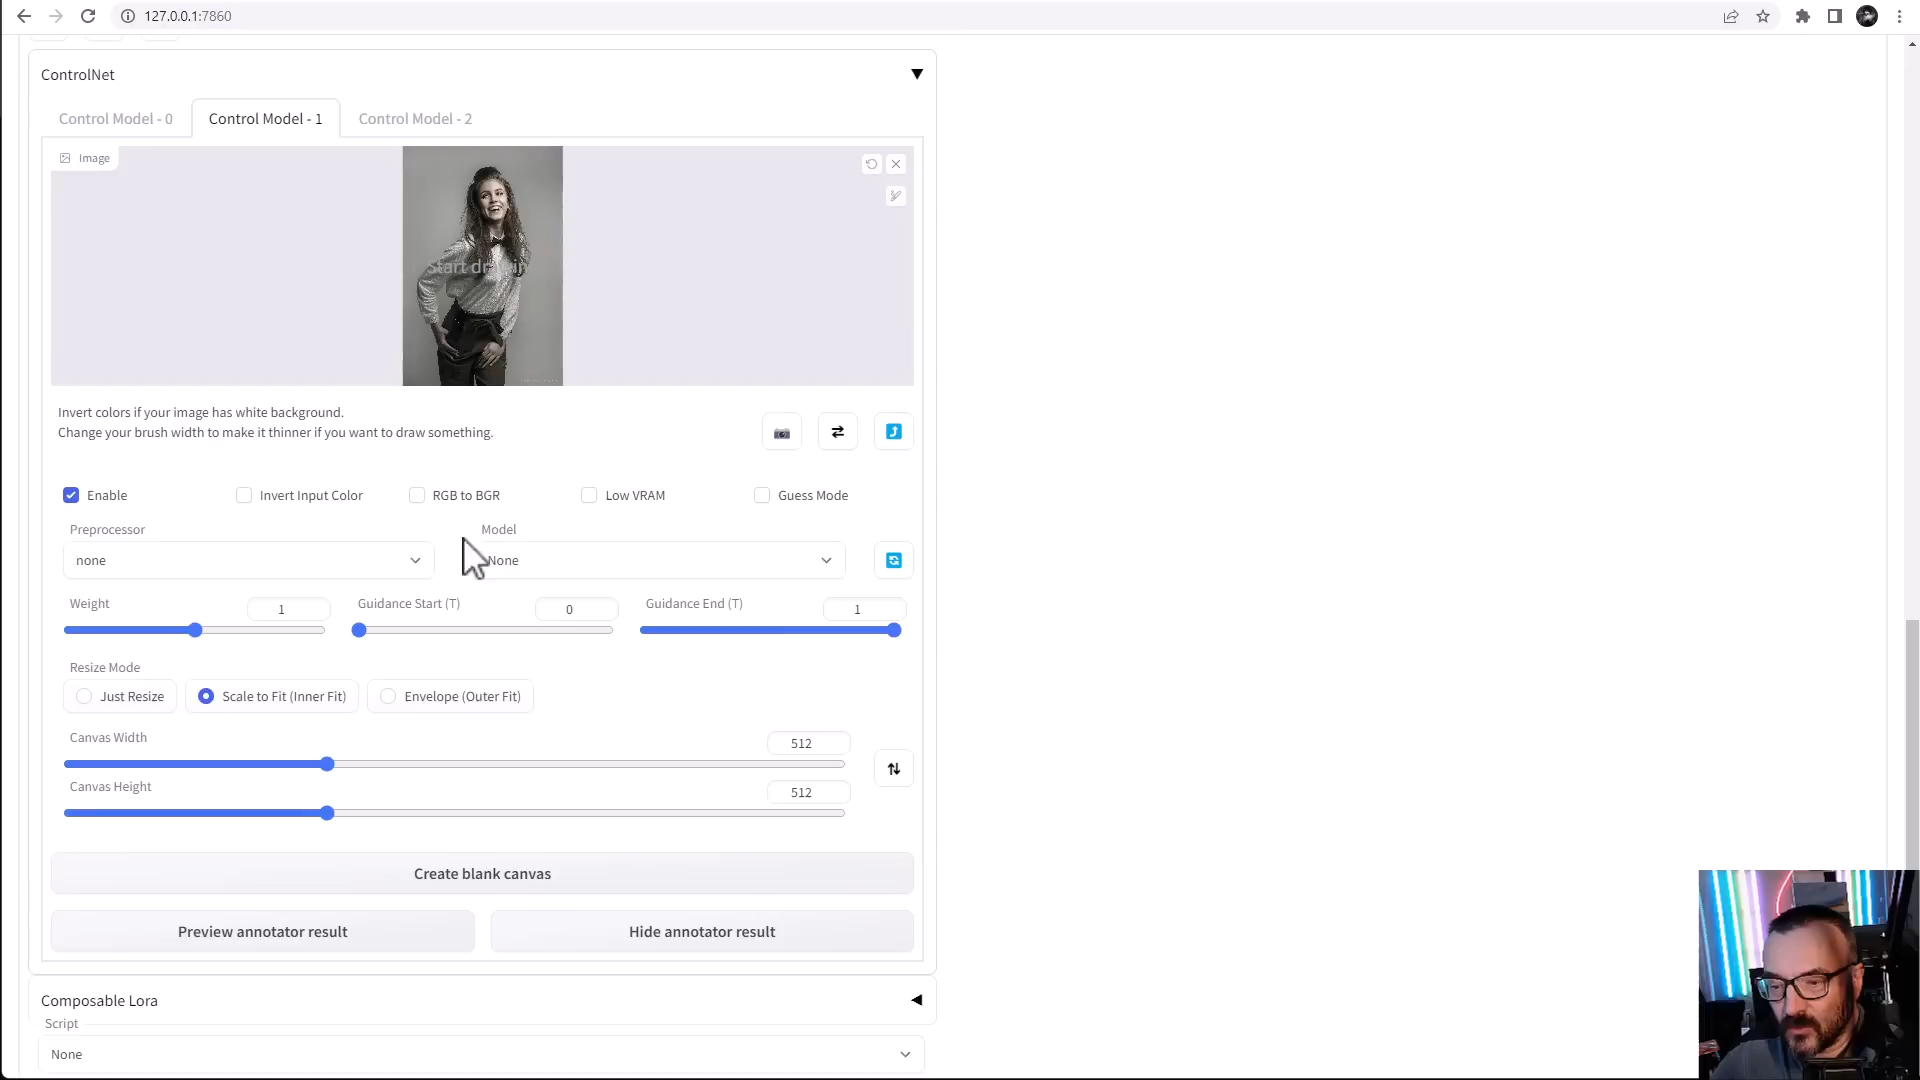 127.0.0.1:7860
ControlNet
Control Model - 0
Control Model - 1
Control Model - 2
Image
Start drawin
Invert colors if your image has white background.
Change your brush width to make it thinner if you want to draw something.
Enable
Invert Input Color
RGB to BGR
Low VRAM
Guess Mode
Preprocessor
Model
none
None
Weight
1
Guidance Start (T)
0
Guidance End (T)
1
Resize Mode
Just Resize
Scale to Fit (Inner Fit)
Envelope (Outer Fit)
Canvas Width
512
Canvas Height
512
Create blank canvas
Preview annotator result
Hide annotator result
Composable Lora
Script
None